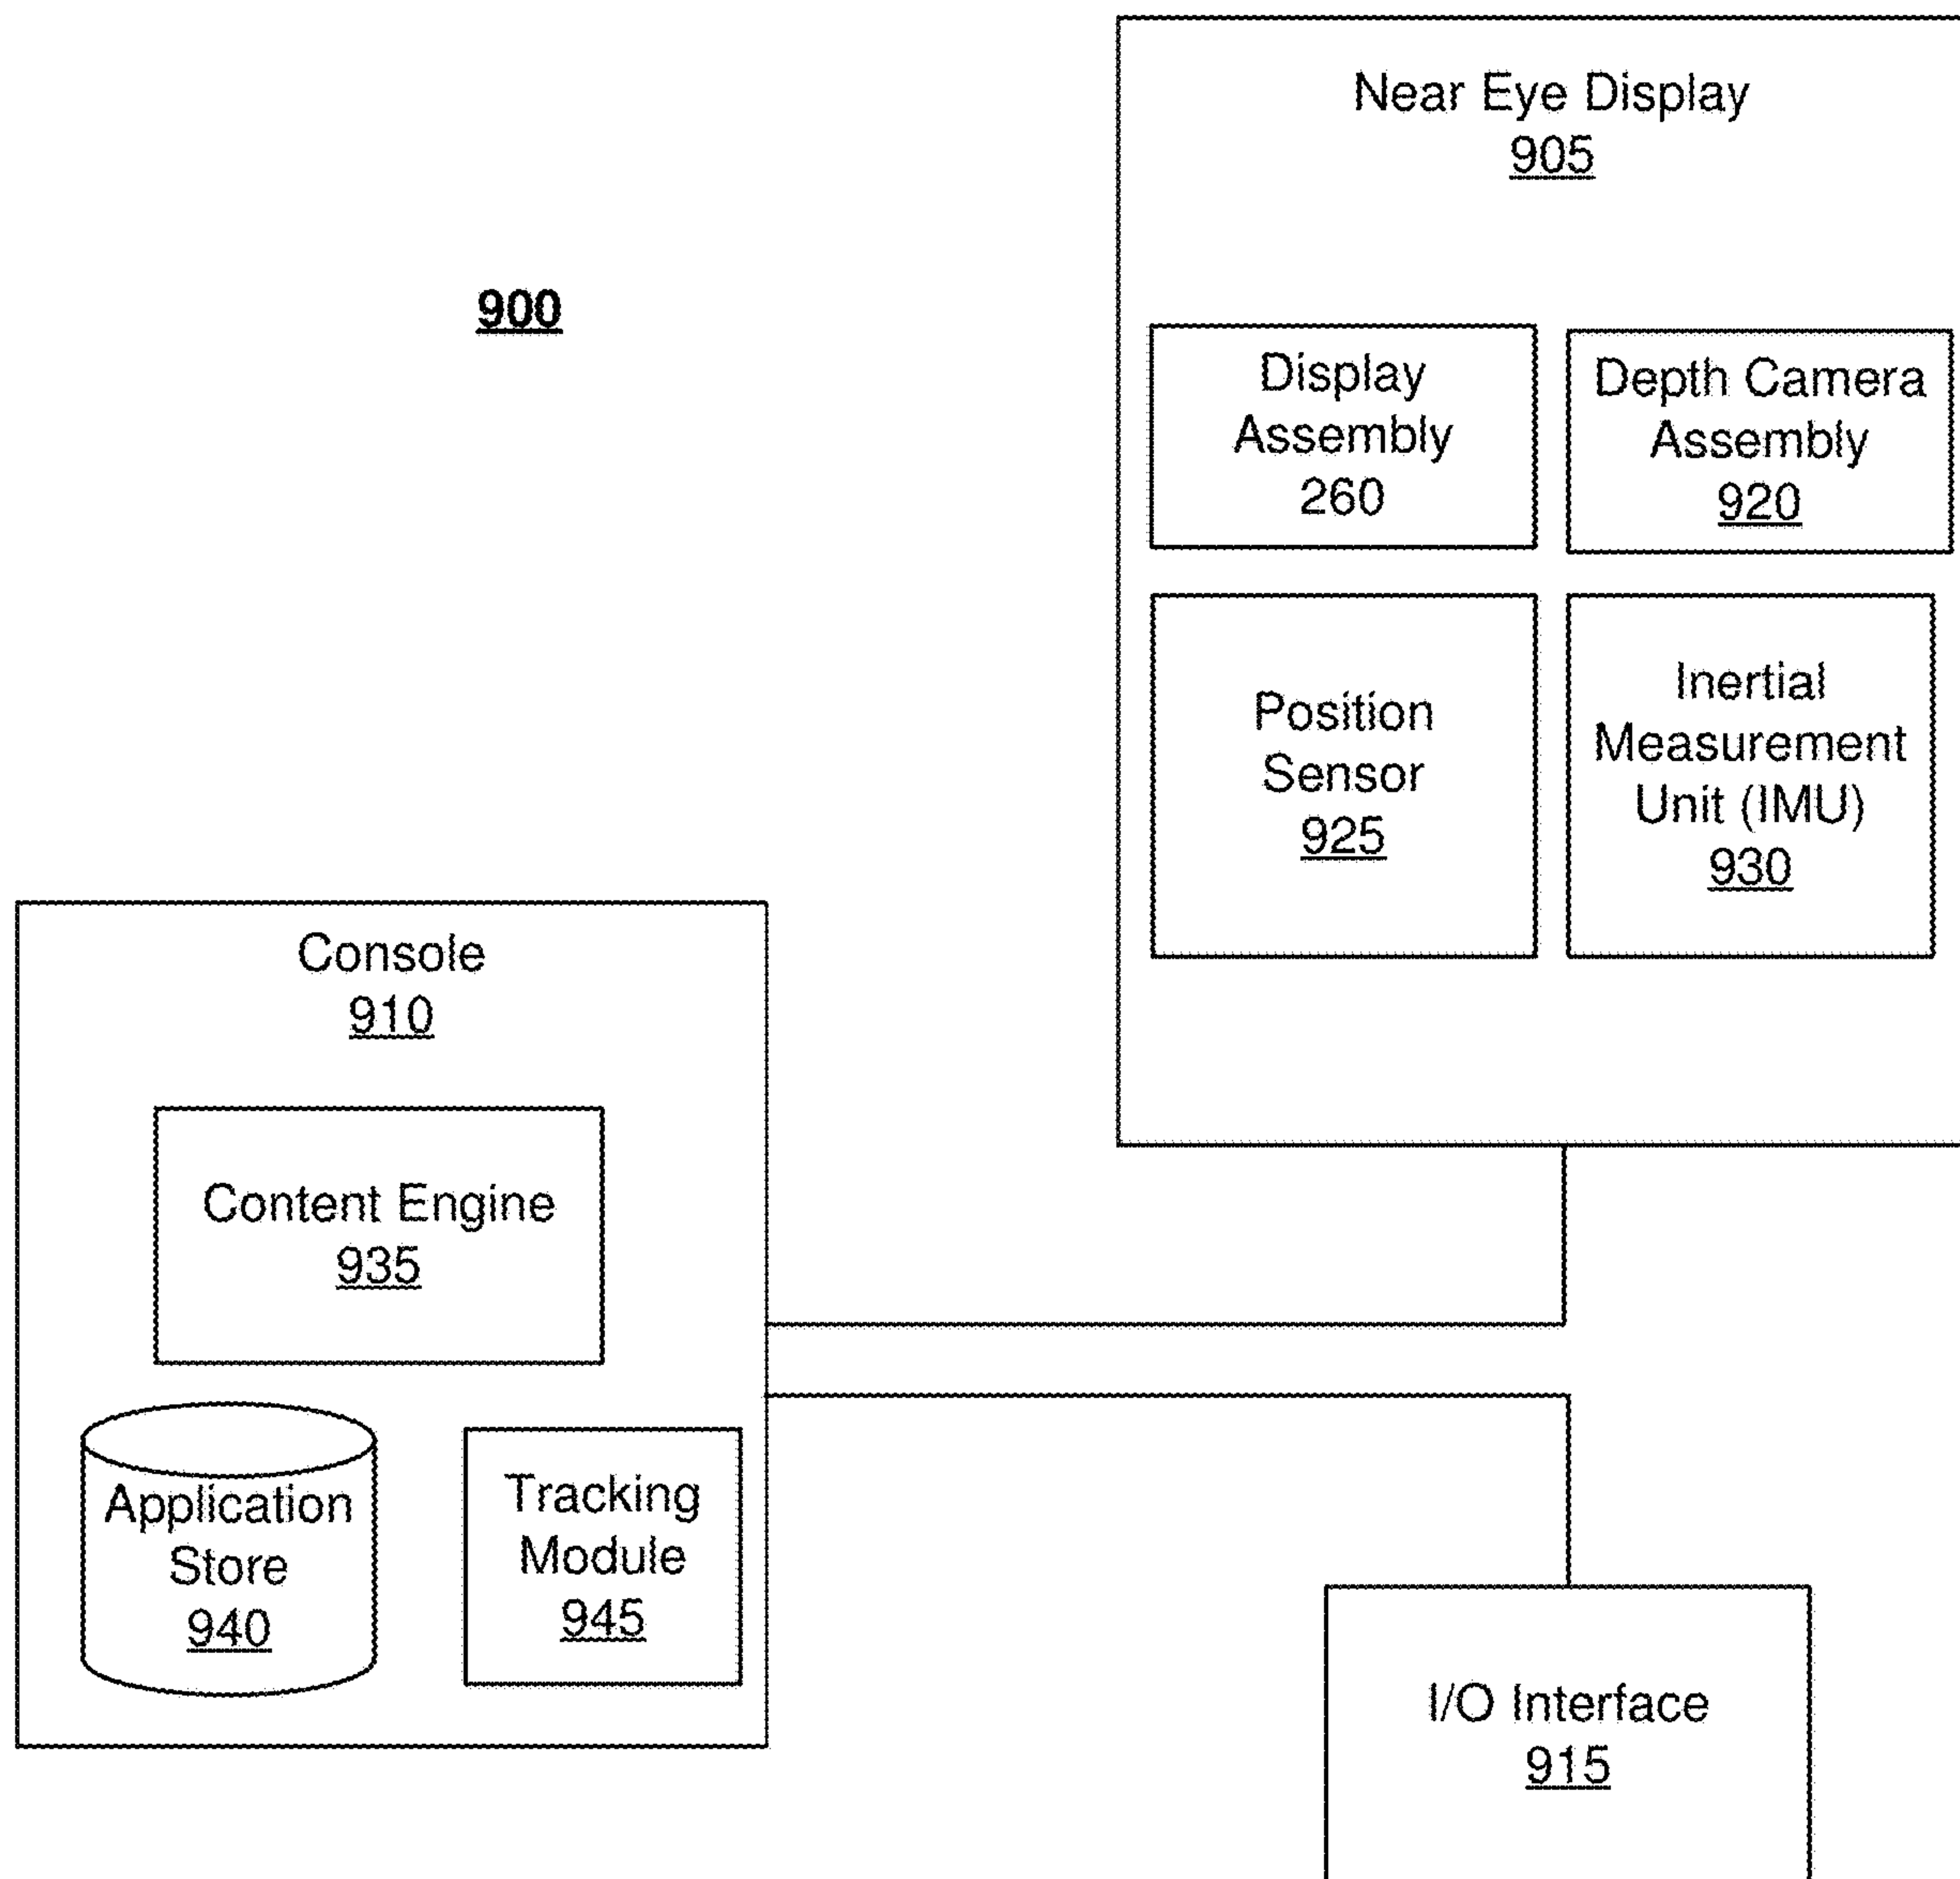 900
Near Eye Display
905
Display
Assembly
260
Depth Camera
Assembly
920
Position
Sensor
925
Inertial
Measurement
Unit (IMU)
930
Console
910
Content Engine
935
Application
Store
940
Tracking
Module
945
I/O Interface
915